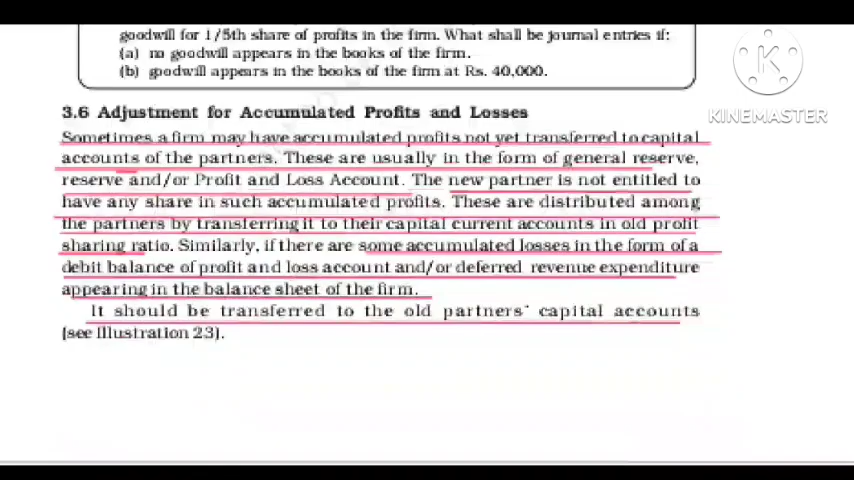 goodwill for 1/5th share of profits in the firm. What shall be journal entries if:
(a) no goodwill appears in the books of the firm.
(b) goodwill appears in the books of the firm at Rs. 40,000.
3.6 Adjustment for Accumulated Profits and Losses
Sometimes a firm may have accumulated profits not yet transferred to capital
accounts of the partners. These are usually in the form of general reserve,
reserve and/or Profit and Loss Account. The new partner is not entitled to
have any share in such accumulated profits. These are distributed among
the partners by transferring it to their capital current accounts in old profit
sharing ratio. Similarly, if there are some accumulated losses in the form of a
debit balance of profit and loss account and/or deferred revenue expenditure
appearing in the balance sheet of the firm.
It should be transferred to the old partners' capital accounts
(see Illustration 23).
K
KINEMASTER